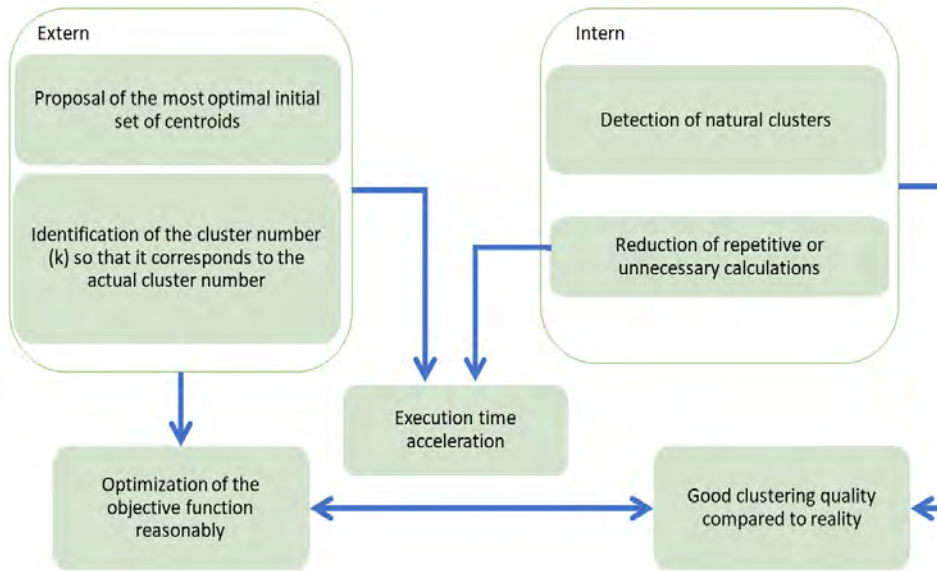 Extern
Proposal of the most optimal initial
set of centroids
Identification of the cluster number
(k) so that it corresponds to the
actual cluster number
Intern
Detection of natural clusters
Reduction of repetitive or
unnecessary calculations
Execution time
acceleration
Optimization of the
objective function
reasonably
Good clustering quality
compared to reality